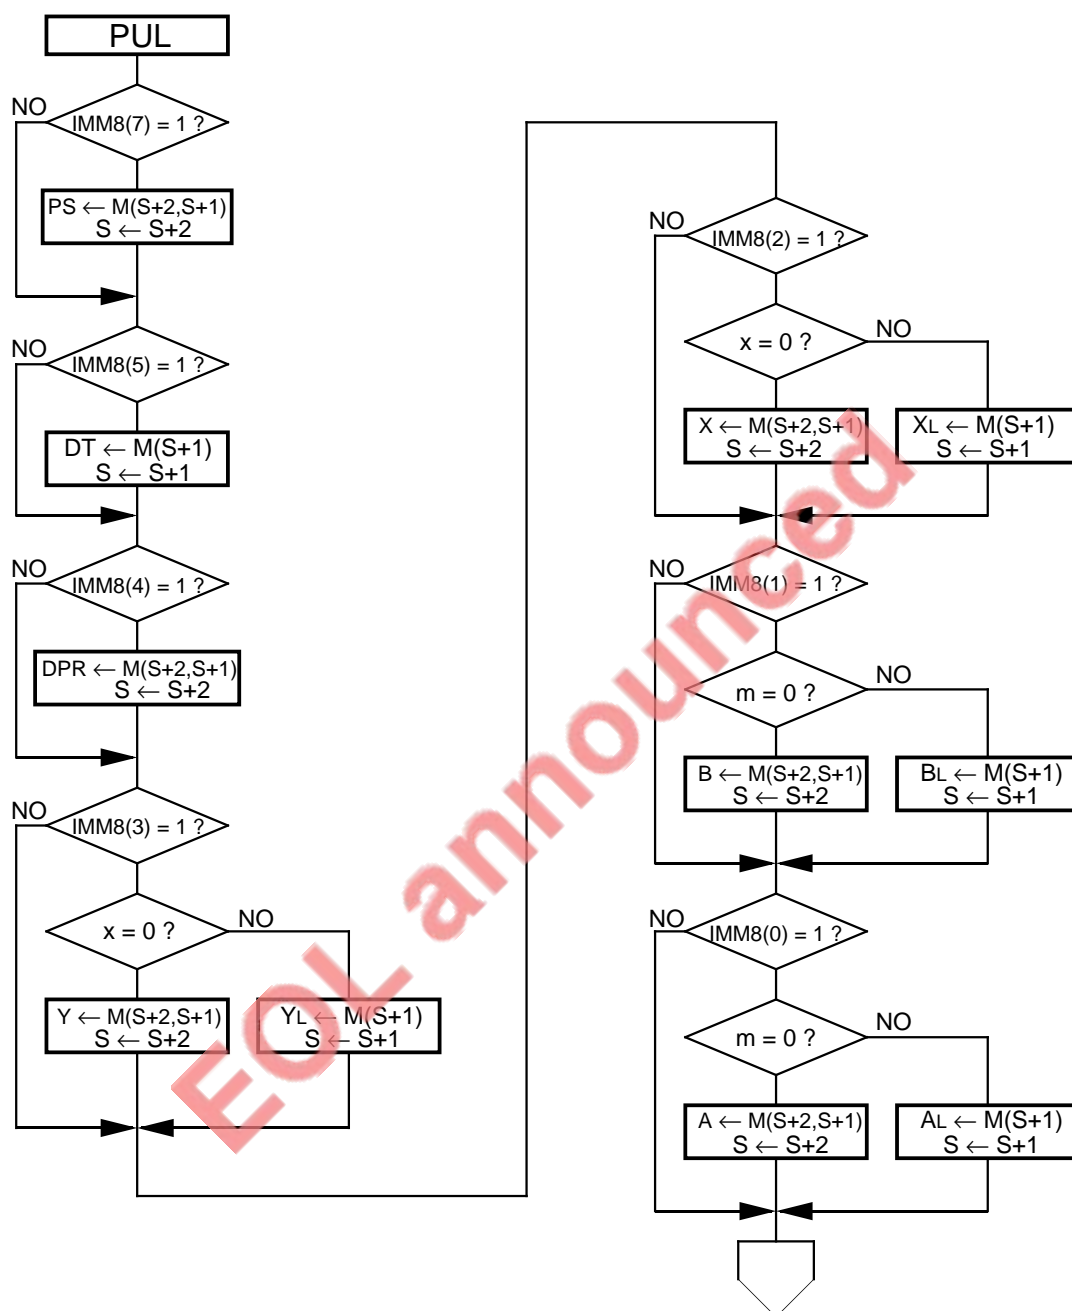 PUL
NO
IMM8(7) = 1 ?
PS ← M(S+2,S+1)
S ← S+2
NO
IMM8(5) = 1 ?
DT ← M(S+1)
S ← S+1
NO
IMM8(4) = 1 ?
DPR ← M(S+2,S+1)
S ← S+2
NO
IMM8(3) = 1 ?
x = 0 ?
NO
Y ← M(S+2,S+1)
S ← S+2
YL ← M(S+1)
S ← S+1
NO
IMM8(2) = 1 ?
x = 0 ?
NO
X ← M(S+2,S+1)
S ← S+2
XL ← M(S+1)
S ← S+1
NO
IMM8(1) = 1 ?
m = 0 ?
NO
B ← M(S+2,S+1)
S ← S+2
BL ← M(S+1)
S ← S+1
NO
IMM8(0) = 1 ?
m = 0 ?
NO
A ← M(S+2,S+1)
S ← S+2
AL ← M(S+1)
S ← S+1
EOL announced